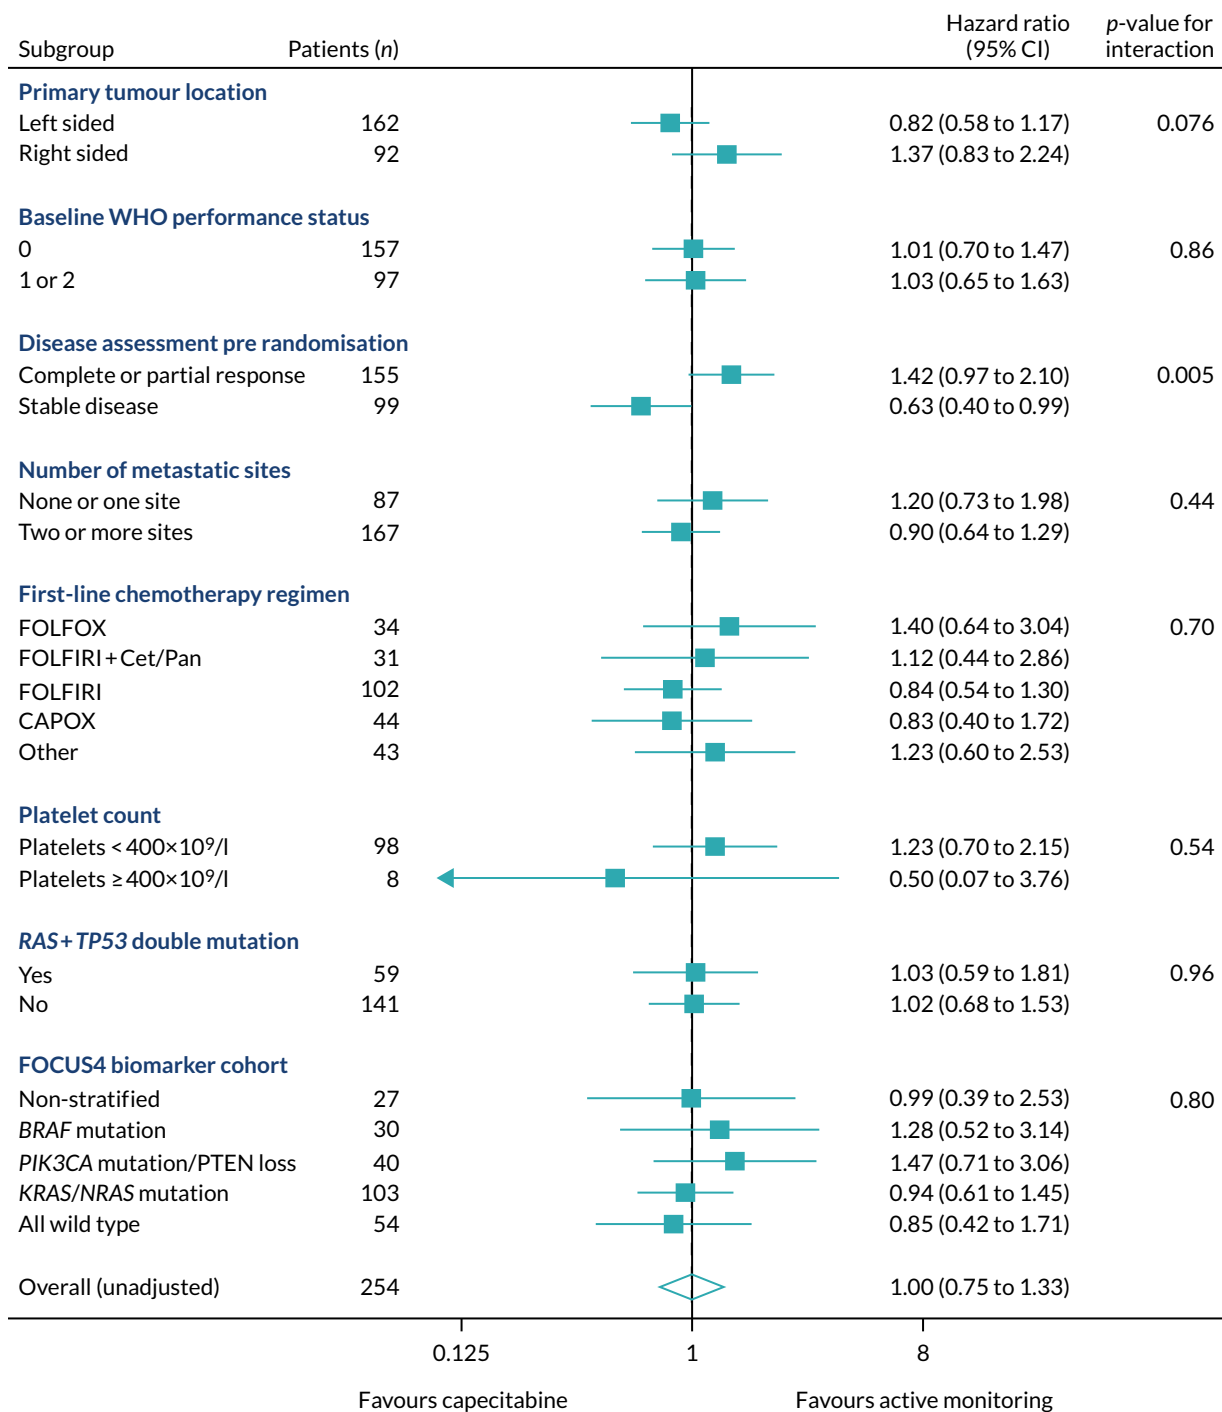 Subgroup Patients (n) Hazard ratio (95% CI) p-value for interaction
Primary tumour location
Left sided 162 0.82 (0.58 to 1.17) 0.076
Right sided 92 1.37 (0.83 to 2.24)
Baseline WHO performance status
0 157 1.01 (0.70 to 1.47) 0.86
1 or 2 97 1.03 (0.65 to 1.63)
Disease assessment pre randomisation
Complete or partial response 155 1.42 (0.97 to 2.10) 0.005
Stable disease 99 0.63 (0.40 to 0.99)
Number of metastatic sites
None or one site 87 1.20 (0.73 to 1.98) 0.44
Two or more sites 167 0.90 (0.64 to 1.29)
First-line chemotherapy regimen
FOLFOX 34 1.40 (0.64 to 3.04) 0.70
FOLFIRI + Cet/Pan 31 1.12 (0.44 to 2.86)
FOLFIRI 102 0.84 (0.54 to 1.30)
CAPOX 44 0.83 (0.40 to 1.72)
Other 43 1.23 (0.60 to 2.53)
Platelet count
Platelets < 400×10⁹/l 98 1.23 (0.70 to 2.15) 0.54
Platelets ≥ 400×10⁹/l 8 0.50 (0.07 to 3.76)
RAS + TP53 double mutation
Yes 59 1.03 (0.59 to 1.81) 0.96
No 141 1.02 (0.68 to 1.53)
FOCUS4 biomarker cohort
Non-stratified 27 0.99 (0.39 to 2.53) 0.80
BRAF mutation 30 1.28 (0.52 to 3.14)
PIK3CA mutation/PTEN loss 40 1.47 (0.71 to 3.06)
KRAS/NRAS mutation 103 0.94 (0.61 to 1.45)
All wild type 54 0.85 (0.42 to 1.71)
Overall (unadjusted) 254 1.00 (0.75 to 1.33)
0.125 1 8
Favours capecitabine Favours active monitoring